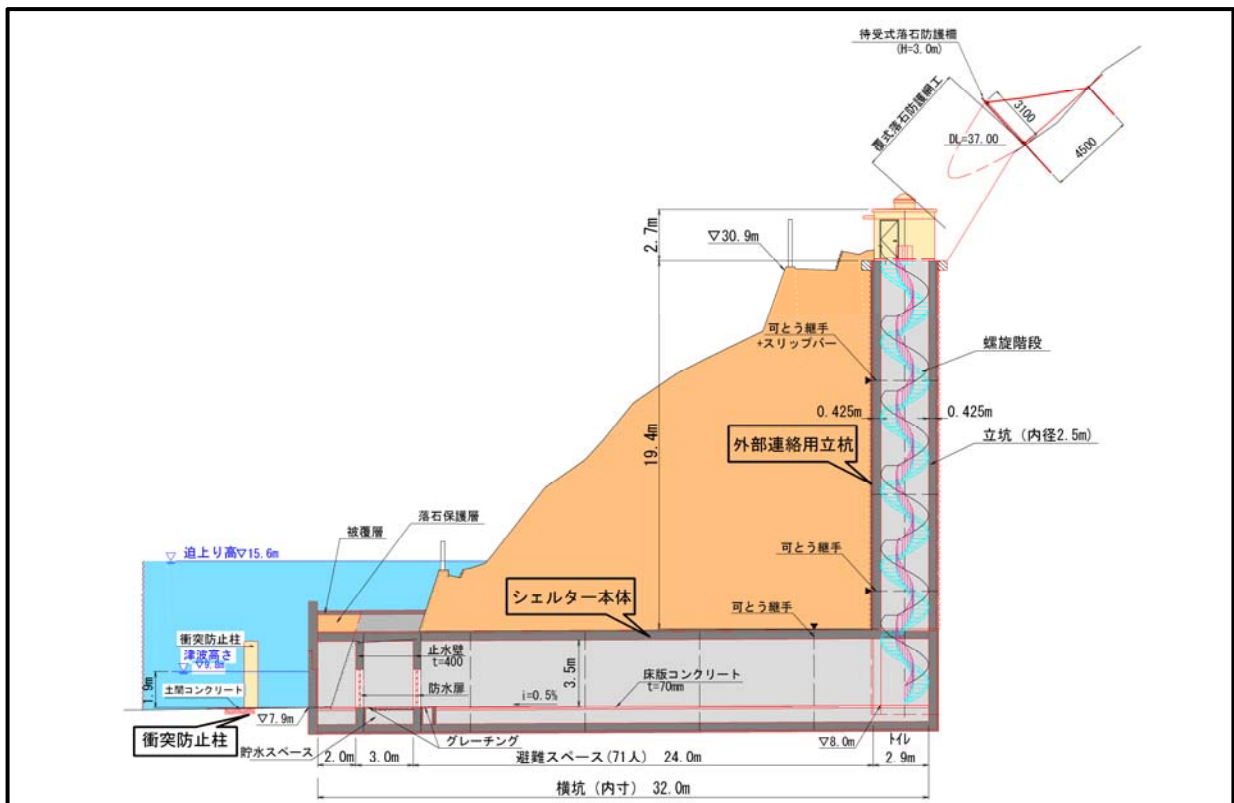 待受式落石防護柵
(H=3.0m)
覆式落石防護網工
3100
DL=37.00
4500
2.7m
▽30.9m
可とう継手
+スリップバー
螺旋階段
0.425m
0.425m
19.4m
外部連絡用立杭
立坑（内径2.5m）
落石保護層
被覆層
迫上り高▽15.6m
可とう継手
シェルター本体
可とう継手
衝突防止柱
止水壁
t=400
津波高さ
3.5m
床版コンクリート
t=70mm
1.9m
防水扉
土間コンクリート
i=0.5%
▽7.9m
衝突防止柱
貯水スペース
グレーチング
▽8.0m
トイレ
2.0m
3.0m
避難スペース(71人)
24.0m
2.9m
横坑（内寸）32.0m